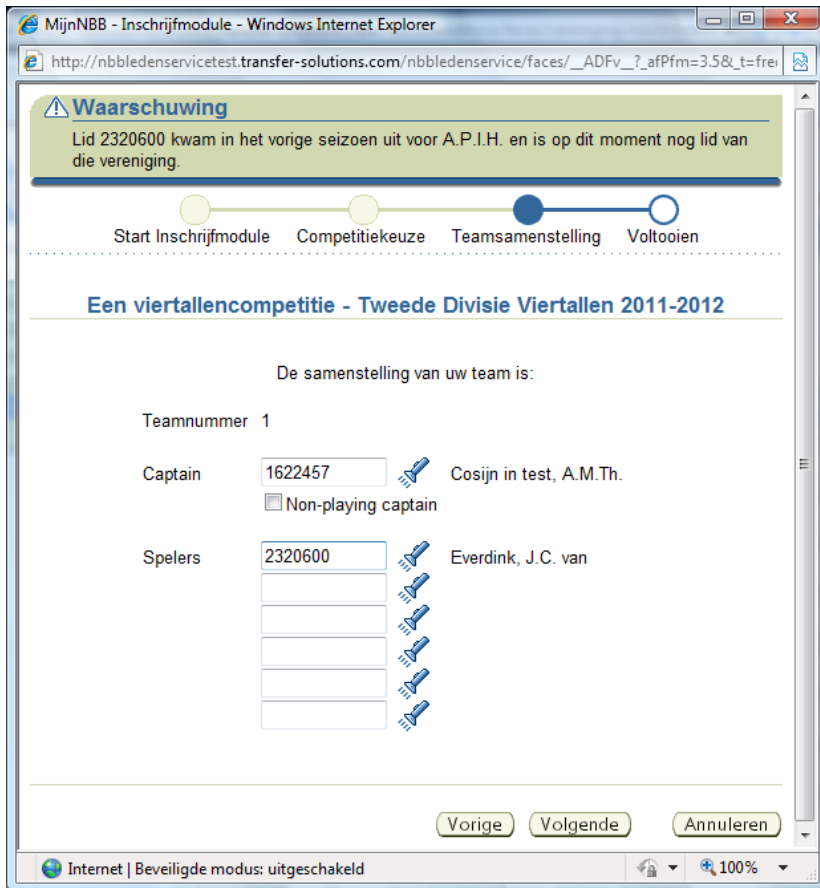 MijnNBB - Inschrijfmodule - Windows Internet Explorer
http://nbbledenservicetest.transfer-solutions.com/nbbledenservice/faces/__ADFv__?_afPfm=3.5&_t=fre
Waarschuwing
Lid 2320600 kwam in het vorige seizoen uit voor A.P.I.H. en is op dit moment nog lid van
die vereniging.
Start Inschrijfmodule Competitiekeuze Teamsamenstelling Voltooien
Een viertallencompetitie - Tweede Divisie Viertallen 2011-2012
De samenstelling van uw team is:
Teamnummer 1
Captain 1622457 Cosijn in test, A.M.Th.
Non-playing captain
Spelers 2320600 Everdink, J.C. van
Vorige Volgende Annuleren
Internet | Beveiligde modus: uitgeschakeld 100%